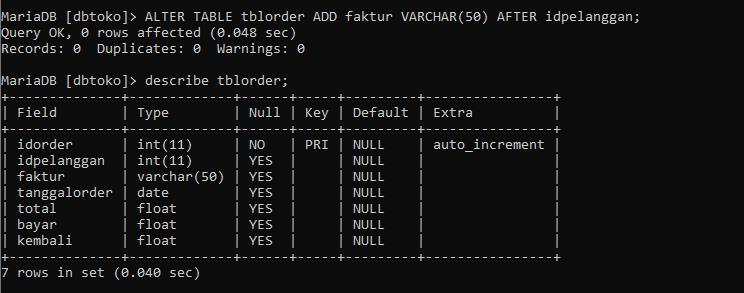 MariaDB [dbtoko]> ALTER TABLE tblorder ADD faktur VARCHAR(50) AFTER idpelanggan;
Query OK, 0 rows affected (0.048 sec)
Records: 0  Duplicates: 0  Warnings: 0

MariaDB [dbtoko]> describe tblorder;
+--------------+-------------+------+-----+---------+----------------+
| Field        | Type        | Null | Key | Default | Extra          |
+--------------+-------------+------+-----+---------+----------------+
| idorder      | int(11)     | NO   | PRI | NULL    | auto_increment |
| idpelanggan  | int(11)     | YES  |     | NULL    |                |
| faktur       | varchar(50) | YES  |     | NULL    |                |
| tanggalorder | date        | YES  |     | NULL    |                |
| total        | float       | YES  |     | NULL    |                |
| bayar        | float       | YES  |     | NULL    |                |
| kembali      | float       | YES  |     | NULL    |                |
+--------------+-------------+------+-----+---------+----------------+
7 rows in set (0.040 sec)